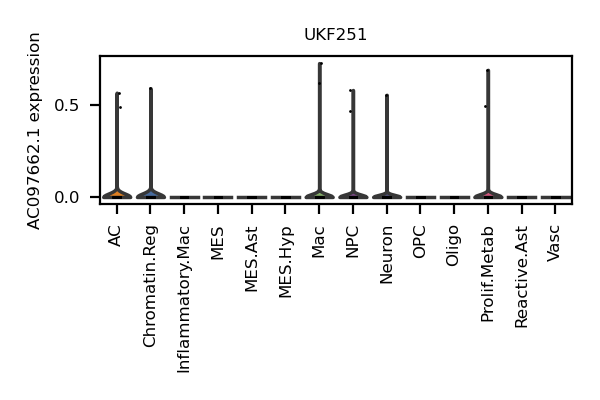 UKF251
AC097662.1 expression
0.5
0.0
AC
Chromatin.Reg
Inflammatory.Mac
MES
MES.Ast
MES.Hyp
Mac
NPC
Neuron
OPC
Oligo
Prolif.Metab
Reactive.Ast
Vasc